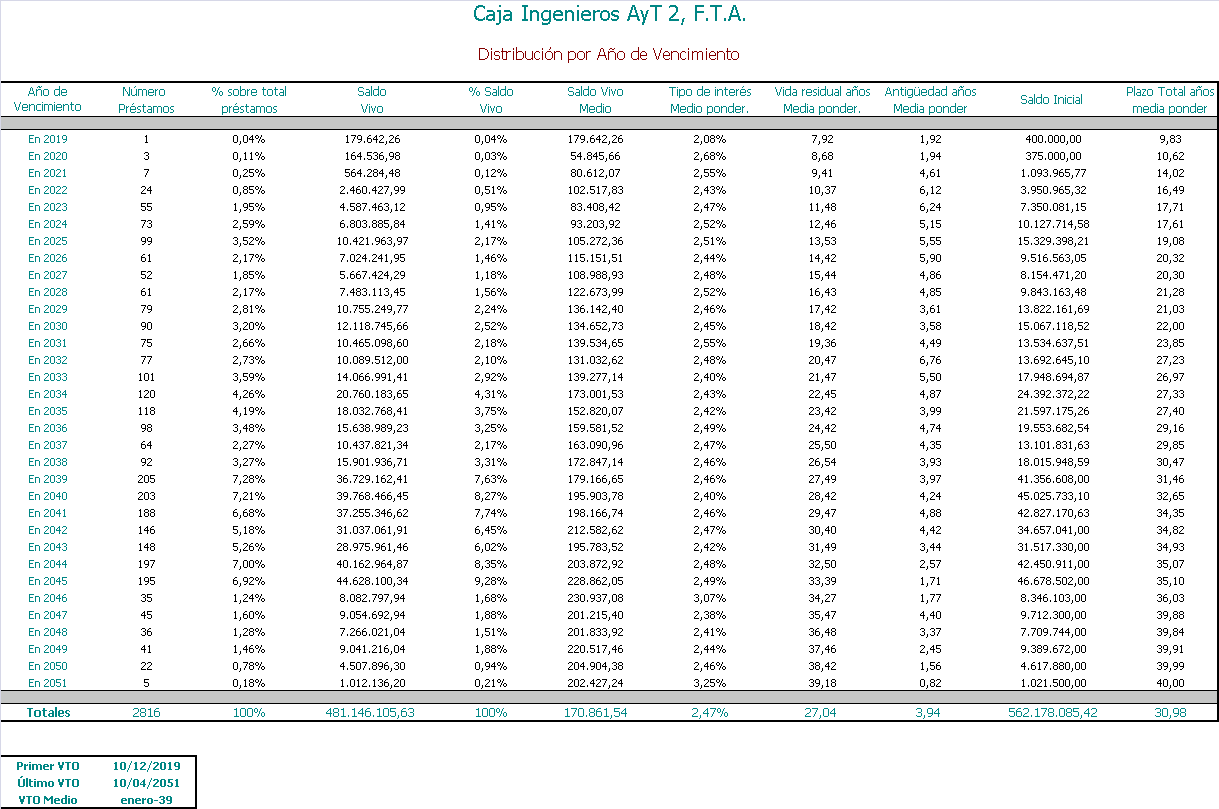 Caja Ingenieros AyT 2, F.T.A.
Distribución por Año de Vencimiento
Año de Vencimiento Número Préstamos % sobre total préstamos Saldo Vivo % Saldo Vivo Saldo Vivo Medio Tipo de interés Medio ponder. Vida residual años Media ponder. Antigüedad años Media ponder Saldo Inicial Plazo Total años media ponder
En 2019 1 0,04% 179.642,26 0,04% 179.642,26 2,08% 7,92 1,92 400.000,00 9,83
En 2020 3 0,11% 164.536,98 0,03% 54.845,66 2,68% 8,68 1,94 375.000,00 10,62
En 2021 7 0,25% 564.284,48 0,12% 80.612,07 2,55% 9,41 4,61 1.093.965,77 14,02
En 2022 24 0,85% 2.460.427,99 0,51% 102.517,83 2,43% 10,37 6,12 3.950.965,32 16,49
En 2023 55 1,95% 4.587.463,12 0,95% 83.408,42 2,47% 11,48 6,24 7.350.081,15 17,71
En 2024 73 2,59% 6.803.885,84 1,41% 93.203,92 2,52% 12,46 5,15 10.127.714,58 17,61
En 2025 99 3,52% 10.421.963,97 2,17% 105.272,36 2,51% 13,53 5,55 15.329.398,21 19,08
En 2026 61 2,17% 7.024.241,95 1,46% 115.151,51 2,44% 14,42 5,90 9.516.563,05 20,32
En 2027 52 1,85% 5.667.424,29 1,18% 108.988,93 2,48% 15,44 4,86 8.154.471,20 20,30
En 2028 61 2,17% 7.483.113,45 1,56% 122.673,99 2,52% 16,43 4,85 9.843.163,48 21,28
En 2029 79 2,81% 10.755.249,77 2,24% 136.142,40 2,46% 17,42 3,61 13.822.161,69 21,03
En 2030 90 3,20% 12.118.745,66 2,52% 134.652,73 2,45% 18,42 3,58 15.067.118,52 22,00
En 2031 75 2,66% 10.465.098,60 2,18% 139.534,65 2,55% 19,36 4,49 13.534.637,51 23,85
En 2032 77 2,73% 10.089.512,00 2,10% 131.032,62 2,48% 20,47 6,76 13.692.645,10 27,23
En 2033 101 3,59% 14.066.991,41 2,92% 139.277,14 2,40% 21,47 5,50 17.948.694,87 26,97
En 2034 120 4,26% 20.760.183,65 4,31% 173.001,53 2,43% 22,45 4,87 24.392.372,22 27,33
En 2035 118 4,19% 18.032.768,41 3,75% 152.820,07 2,42% 23,42 3,99 21.597.175,26 27,40
En 2036 98 3,48% 15.638.989,23 3,25% 159.581,52 2,49% 24,42 4,74 19.553.682,54 29,16
En 2037 64 2,27% 10.437.821,34 2,17% 163.090,96 2,47% 25,50 4,35 13.101.831,63 29,85
En 2038 92 3,27% 15.901.936,71 3,31% 172.847,14 2,46% 26,54 3,93 18.015.948,59 30,47
En 2039 205 7,28% 36.729.162,41 7,63% 179.166,65 2,46% 27,49 3,97 41.356.608,00 31,46
En 2040 203 7,21% 39.768.466,45 8,27% 195.903,78 2,40% 28,42 4,24 45.025.733,10 32,65
En 2041 188 6,68% 37.255.346,62 7,74% 198.166,74 2,46% 29,47 4,88 42.827.170,63 34,35
En 2042 146 5,18% 31.037.061,91 6,45% 212.582,62 2,47% 30,40 4,42 34.657.041,00 34,82
En 2043 148 5,26% 28.975.961,46 6,02% 195.783,52 2,42% 31,49 3,44 31.517.330,00 34,93
En 2044 197 7,00% 40.162.964,87 8,35% 203.872,92 2,48% 32,50 2,57 42.450.911,00 35,07
En 2045 195 6,92% 44.628.100,34 9,28% 228.862,05 2,49% 33,39 1,71 46.678.502,00 35,10
En 2046 35 1,24% 8.082.797,94 1,68% 230.937,08 3,07% 34,27 1,77 8.346.103,00 36,03
En 2047 45 1,60% 9.054.692,94 1,88% 201.215,40 2,38% 35,47 4,40 9.712.300,00 39,88
En 2048 36 1,28% 7.266.021,04 1,51% 201.833,92 2,41% 36,48 3,37 7.709.744,00 39,84
En 2049 41 1,46% 9.041.216,04 1,88% 220.517,46 2,44% 37,46 2,45 9.389.672,00 39,91
En 2050 22 0,78% 4.507.896,30 0,94% 204.904,38 2,46% 38,42 1,56 4.617.880,00 39,99
En 2051 5 0,18% 1.012.136,20 0,21% 202.427,24 3,25% 39,18 0,82 1.021.500,00 40,00
Totales 2816 100% 481.146.105,63 100% 170.861,54 2,47% 27,04 3,94 562.178.085,42 30,98
Primer VTO 10/12/2019
Último VTO 10/04/2051
VTO Medio enero-39